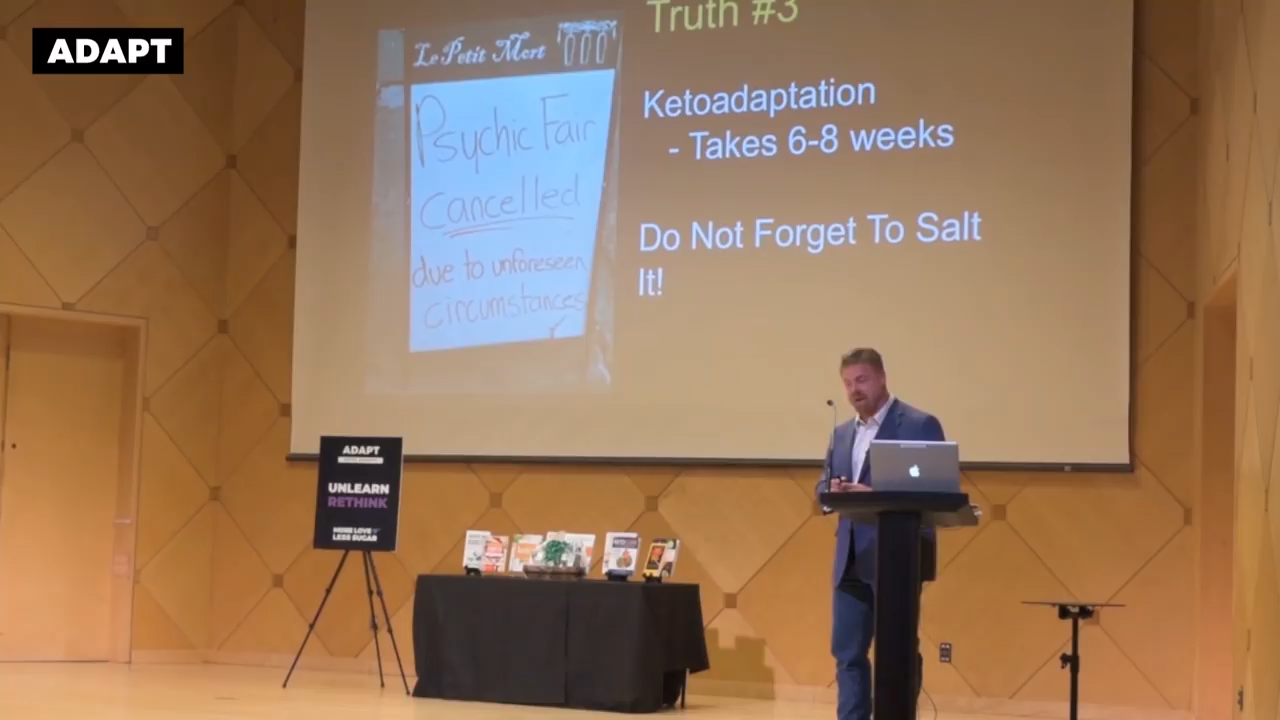 ADAPT
Truth #3
Le Petit Mort
Psychic Fair
cancelled
due to unforeseen
circumstances
Ketoadaptation
- Takes 6-8 weeks
Do Not Forget To Salt
It!
ADAPT
UNLEARN
RETHINK
MORE LOVE
LESS SUGAR